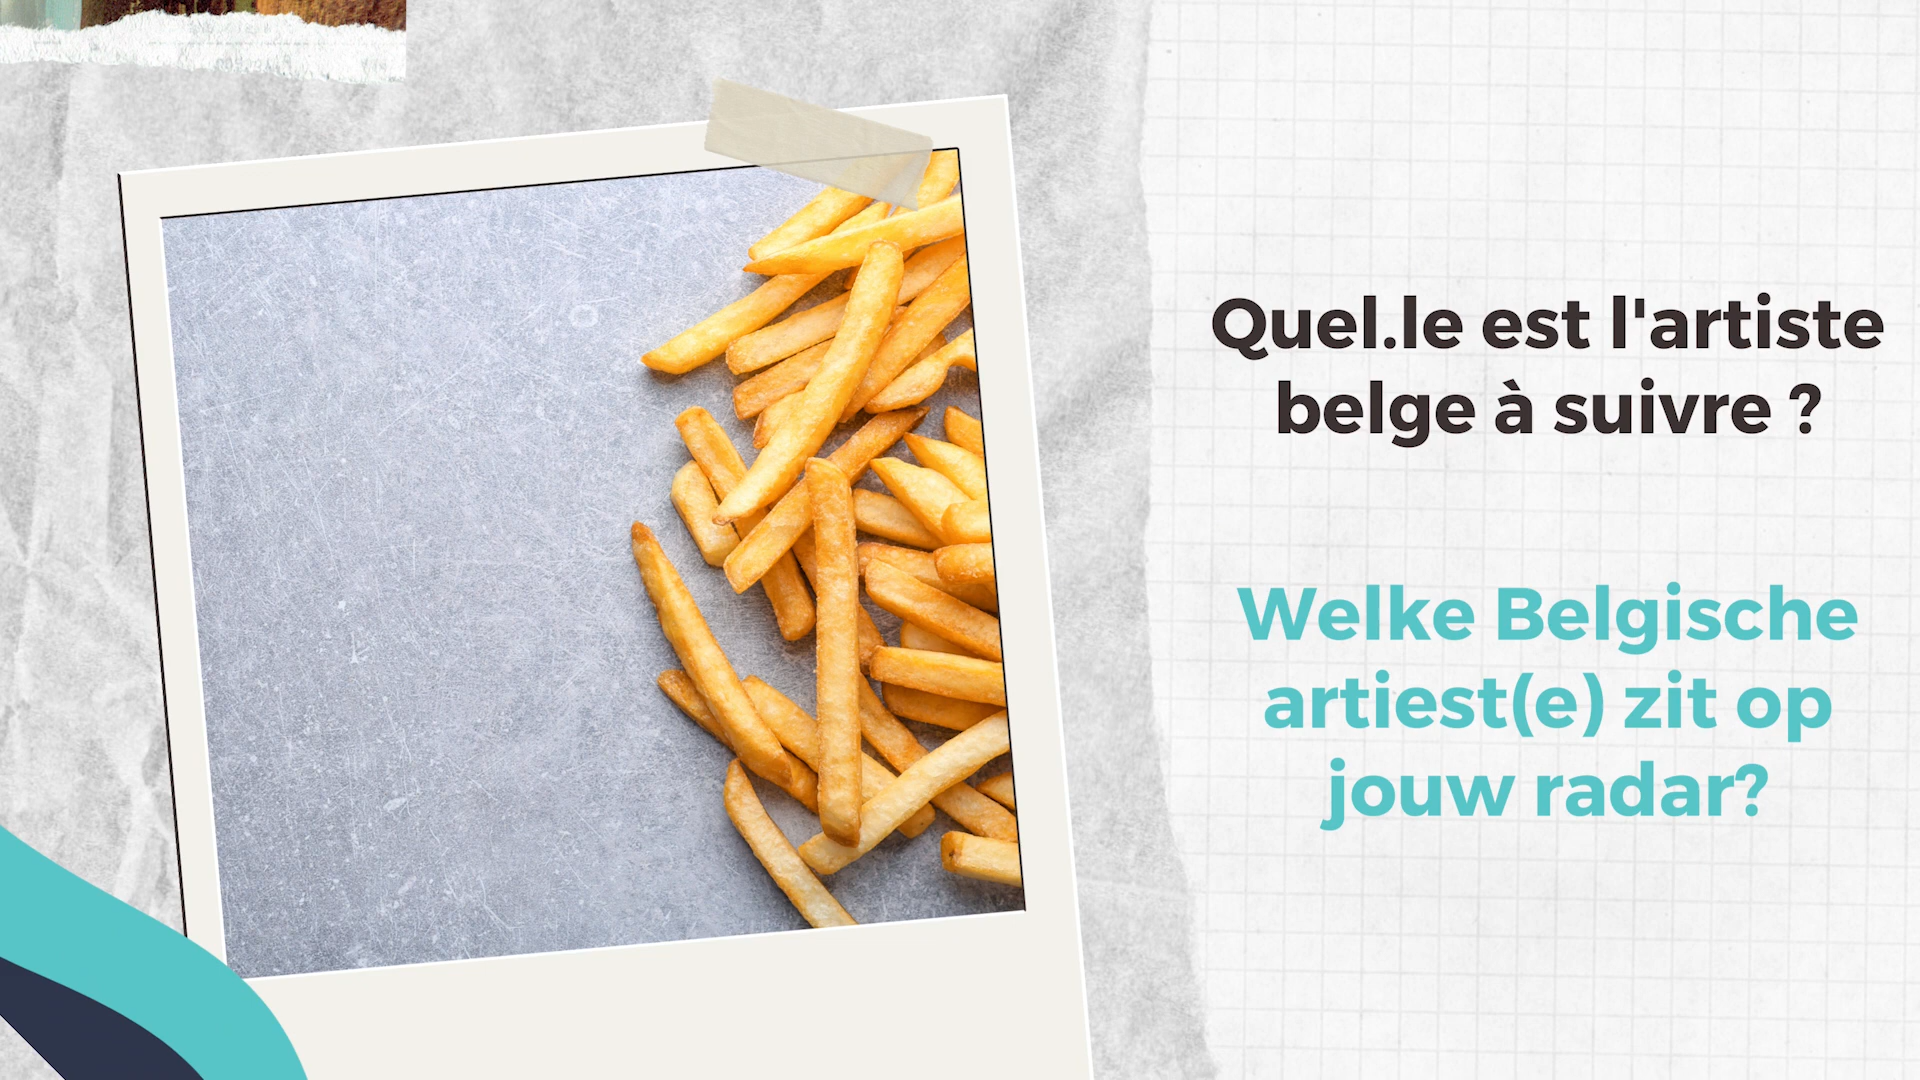 Quel.le est l'artiste
belge à suivre ?
Welke Belgische
artiest(e) zit op
jouw radar?